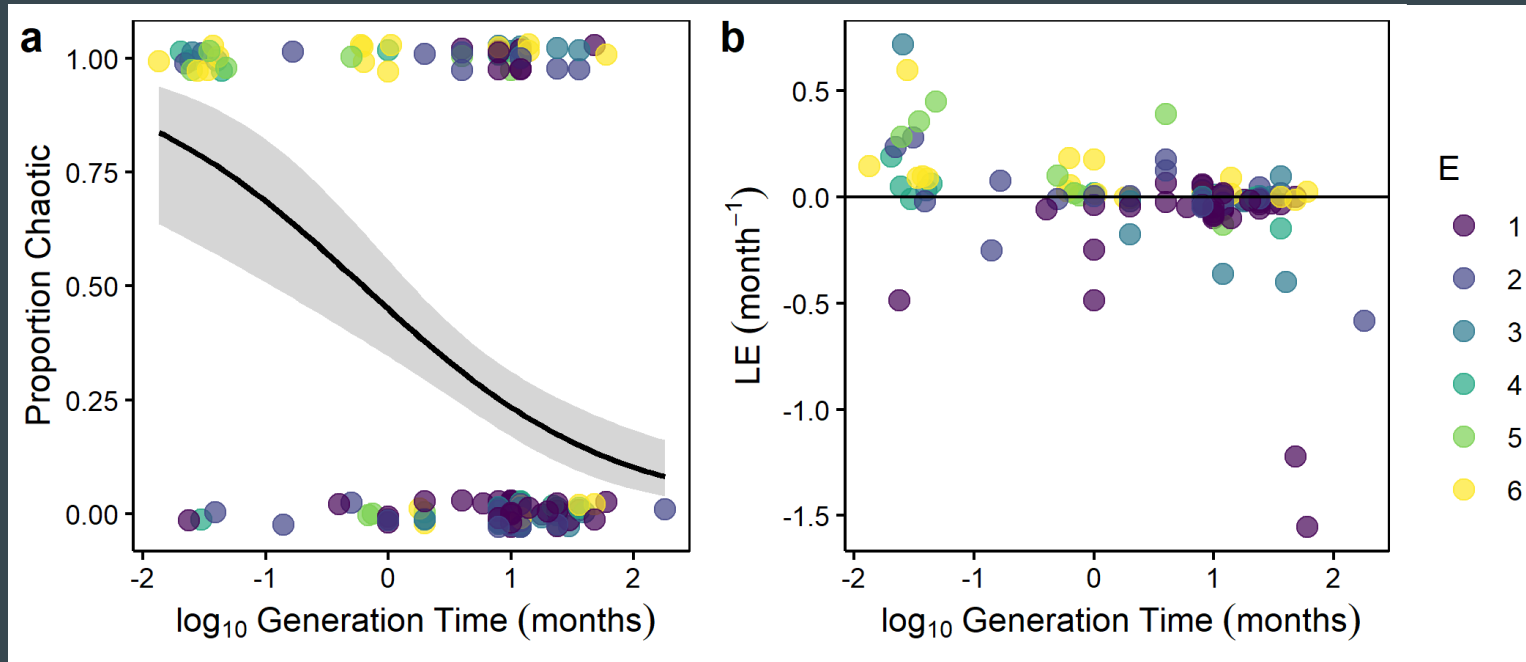 a
Proportion Chaotic
1.00
0.75
0.50
0.25
0.00
-2 -1 0 1 2
log₁₀ Generation Time (months)
b
LE (month⁻¹)
0.5
0.0
-0.5
-1.0
-1.5
-2 -1 0 1 2
log₁₀ Generation Time (months)
E
1
2
3
4
5
6